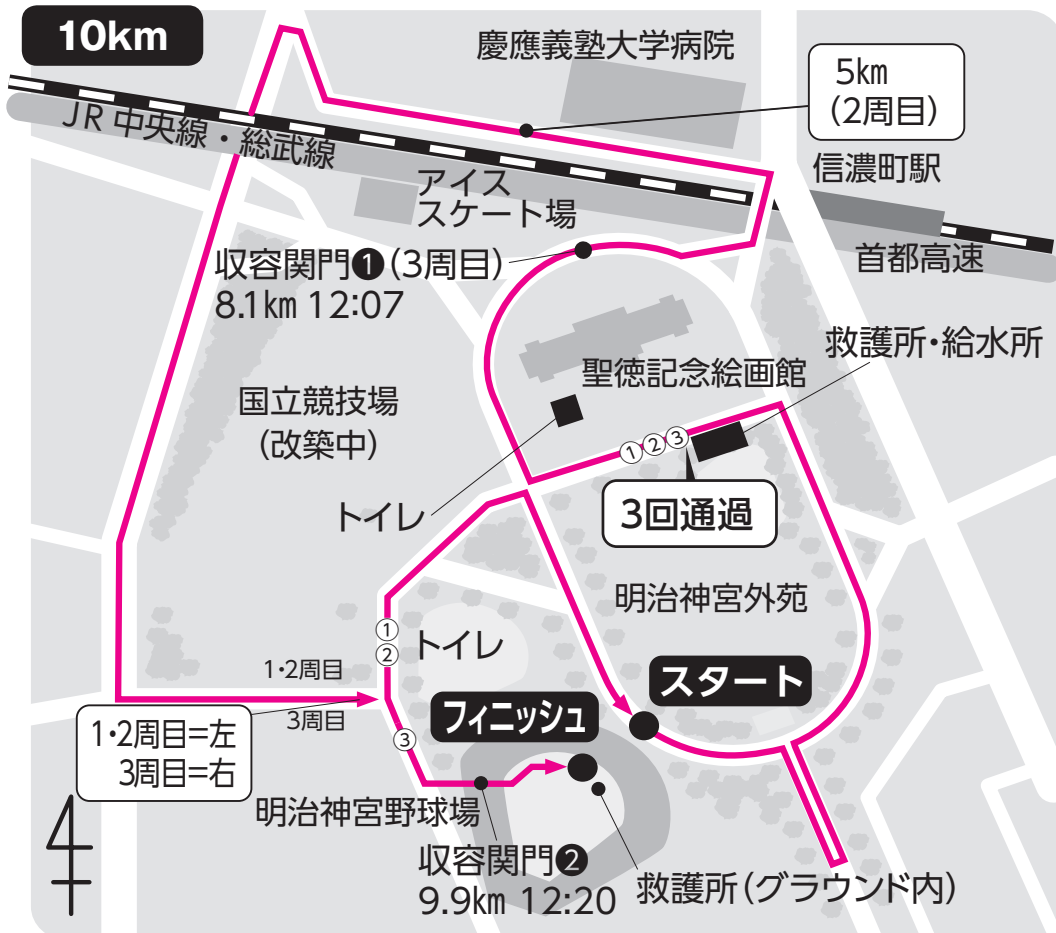 10km
慶應義塾大学病院
5km
(2周目)
JR 中央線・総武線
信濃町駅
アイス
スケート場
首都高速
収容関門❶(3周目)
8.1km 12:07
救護所・給水所
聖徳記念絵画館
国立競技場
(改築中)
①②③
トイレ
3回通過
明治神宮外苑
①
②
トイレ
1・2周目
スタート
3周目
フィニッシュ
1・2周目=左
3周目=右
③
明治神宮野球場
収容関門❷
9.9km 12:20
救護所(グラウンド内)